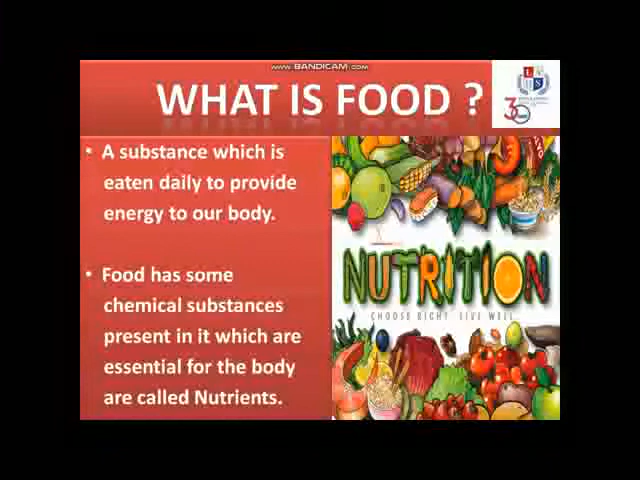 WWW.BANDICAM.COM
WHAT IS FOOD ?
L A
S
30
• A substance which is
eaten daily to provide
energy to our body.
• Food has some
chemical substances
present in it which are
essential for the body
are called Nutrients.
NUTRITION
CHOOSE RIGHT. LIVE WELL.